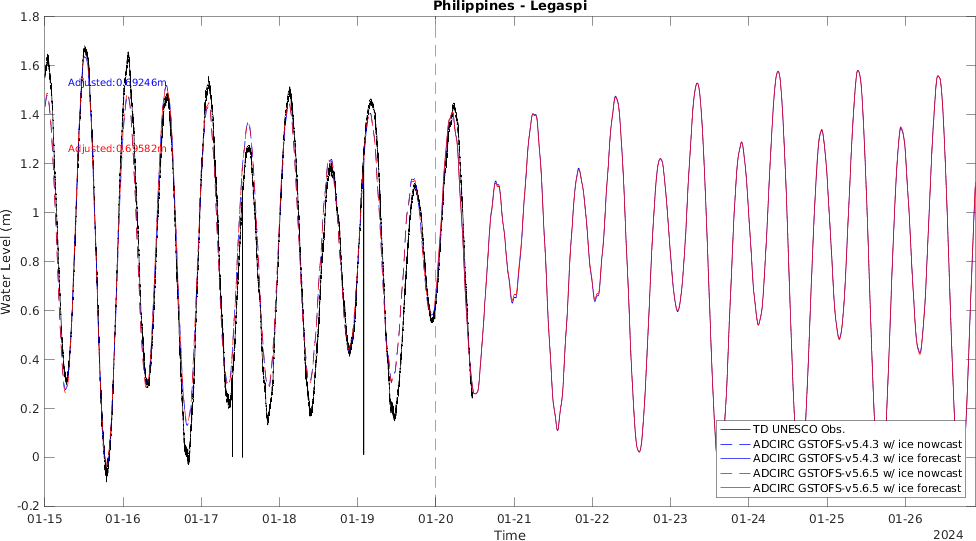 Philippines - Legaspi
1.8
1.6
1.4
1.2
1
0.8
0.6
0.4
0.2
0
-0.2
Water Level (m)
Adjusted:0.69246m
Adjusted:0.69582m
TD UNESCO Obs.
ADCIRC GSTOFS-v5.4.3 w/ ice nowcast
ADCIRC GSTOFS-v5.4.3 w/ ice forecast
ADCIRC GSTOFS-v5.6.5 w/ ice nowcast
ADCIRC GSTOFS-v5.6.5 w/ ice forecast
01-15 01-16 01-17 01-18 01-19 01-20 01-21 01-22 01-23 01-24 01-25 01-26
Time
2024